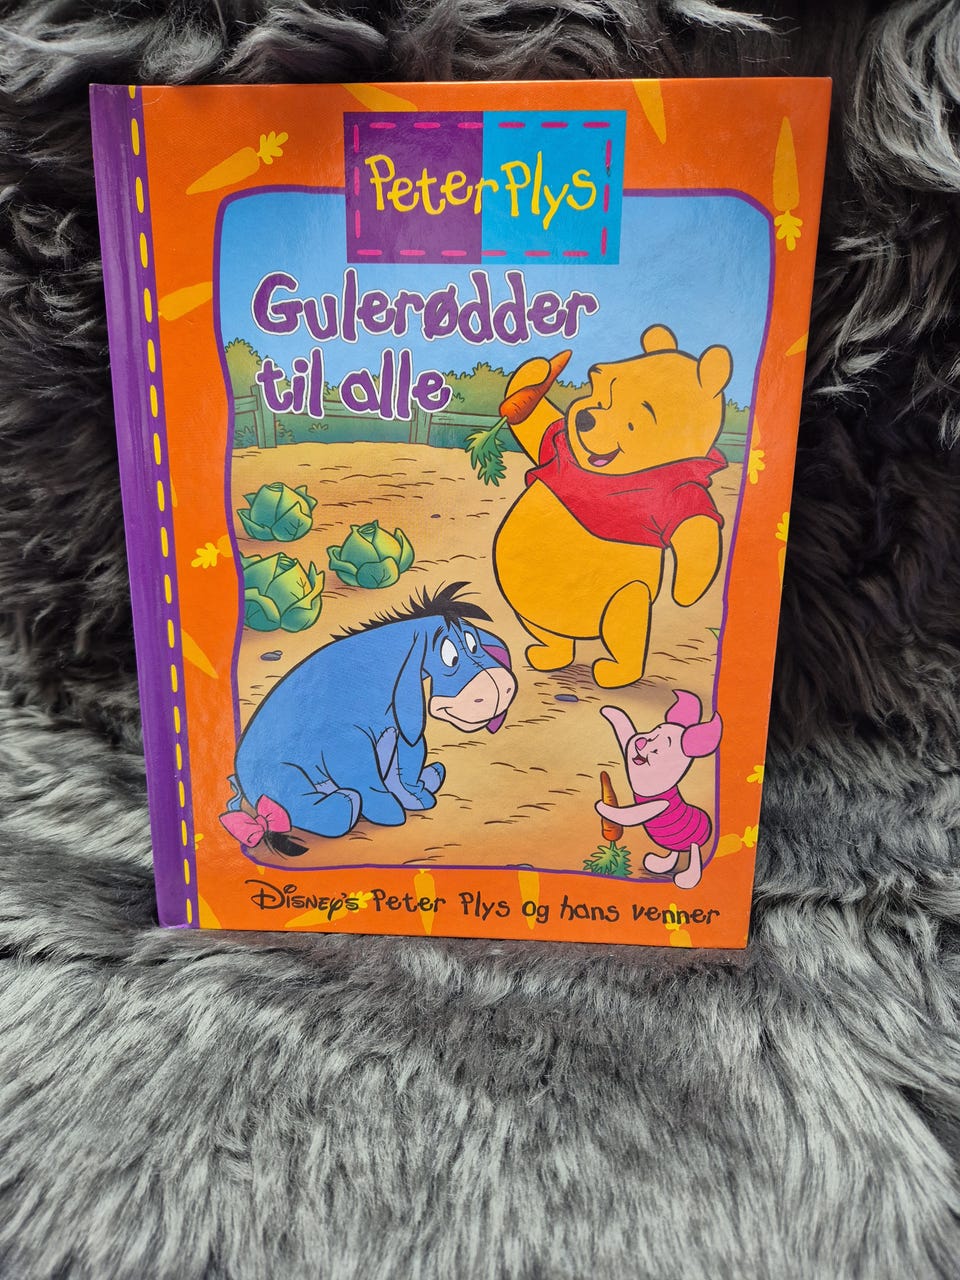 Peter Plys
Gulerødder
til alle
Disney's Peter Plys og hans venner